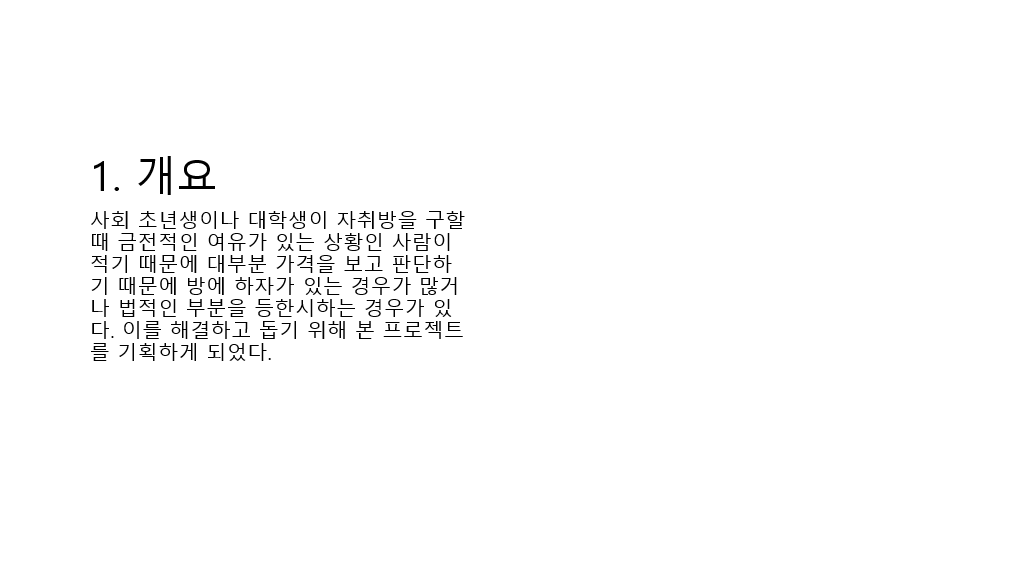 1. 개요
사회 초년생이나 대학생이 자취방을 구할
때 금전적인 여유가 있는 상황인 사람이
적기 때문에 대부분 가격을 보고 판단하
기 때문에 방에 하자가 있는 경우가 많거
나 법적인 부분을 등한시하는 경우가 있
다. 이를 해결하고 돕기 위해 본 프로젝트
를 기획하게 되었다.